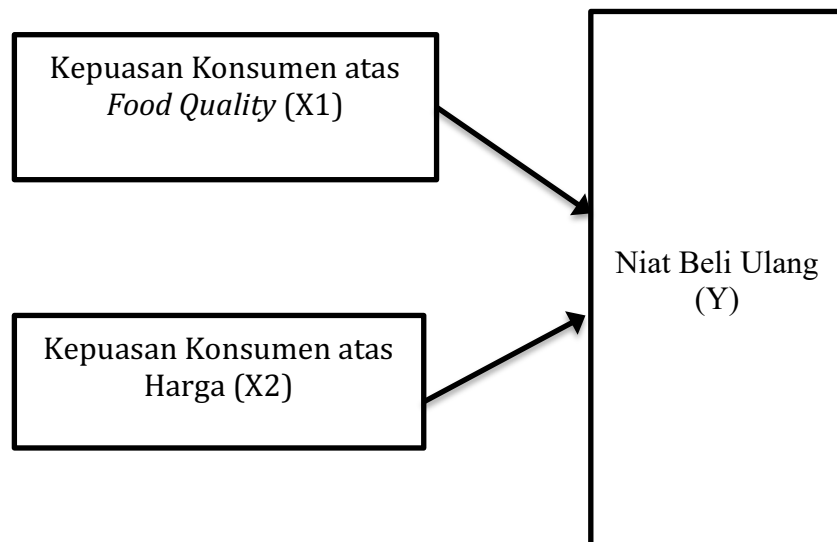 Kepuasan Konsumen atas
Food Quality (X1)
Niat Beli Ulang
(Y)
Kepuasan Konsumen atas
Harga (X2)